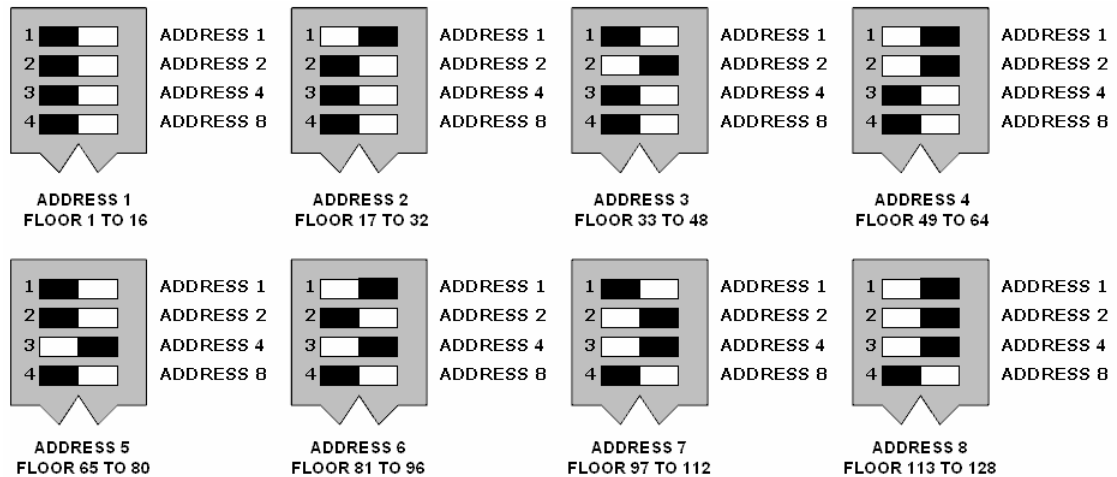 1 ADDRESS 1
2 ADDRESS 2
3 ADDRESS 4
4 ADDRESS 8
ADDRESS 1
FLOOR 1 TO 16
1 ADDRESS 1
2 ADDRESS 2
3 ADDRESS 4
4 ADDRESS 8
ADDRESS 2
FLOOR 17 TO 32
1 ADDRESS 1
2 ADDRESS 2
3 ADDRESS 4
4 ADDRESS 8
ADDRESS 3
FLOOR 33 TO 48
1 ADDRESS 1
2 ADDRESS 2
3 ADDRESS 4
4 ADDRESS 8
ADDRESS 4
FLOOR 49 TO 64
1 ADDRESS 1
2 ADDRESS 2
3 ADDRESS 4
4 ADDRESS 8
ADDRESS 5
FLOOR 65 TO 80
1 ADDRESS 1
2 ADDRESS 2
3 ADDRESS 4
4 ADDRESS 8
ADDRESS 6
FLOOR 81 TO 96
1 ADDRESS 1
2 ADDRESS 2
3 ADDRESS 4
4 ADDRESS 8
ADDRESS 7
FLOOR 97 TO 112
1 ADDRESS 1
2 ADDRESS 2
3 ADDRESS 4
4 ADDRESS 8
ADDRESS 8
FLOOR 113 TO 128